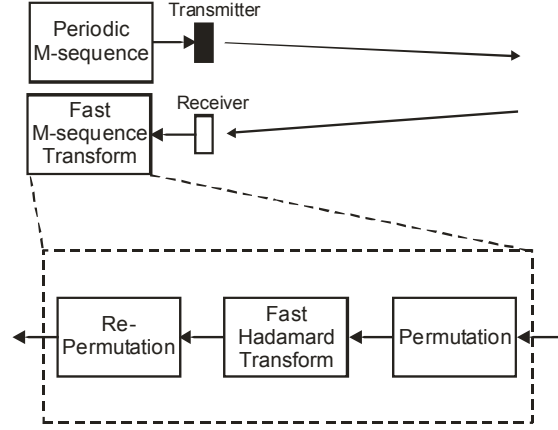 Periodic
M-sequence
Transmitter
Fast
M-sequence
Transform
Receiver
Re-
Permutation
Fast
Hadamard
Transform
Permutation